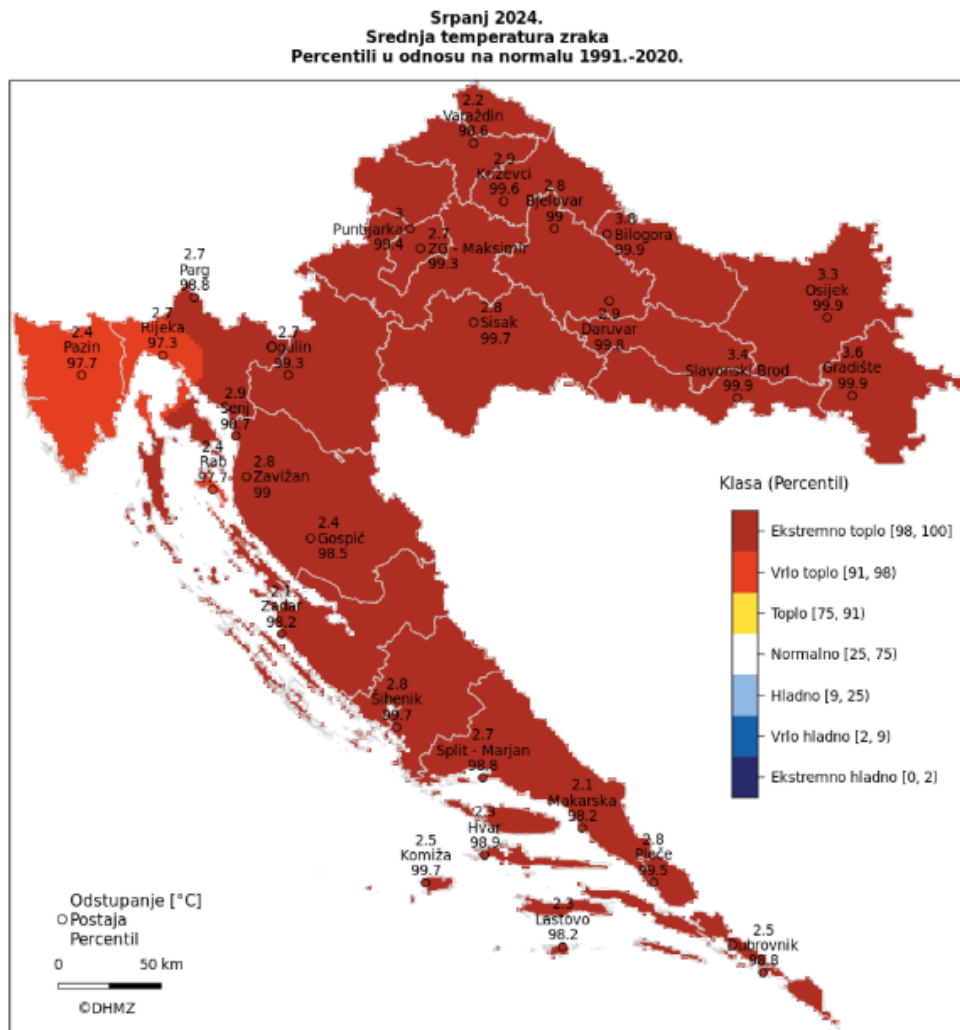 Srpanj 2024.
Srednja temperatura zraka
Percentili u odnosu na normalu 1991.-2020.
2.2
Varaždin
98.6
2.9
Križevci
99.6
2.8
Bjelovar
99
3
Puntijarka
99.4
2.7
ZG - Maksimir
99.3
3.0
Bilogora
99.9
2.7
Parg
98.8
3.3
Osijek
99.9
2.4
Pazin
97.7
2.7
Rijeka
97.3
2.7
Ogulin
99.3
2.8
Sisak
99.7
2.9
Daruvar
99.8
3.4
Slavonski Brod
99.9
3.6
Gradište
99.9
2.9
Senj
98.7
2.4
Rab
97.7
2.8
Zavižan
99
2.4
Gospić
98.5
2.1
Zadar
98.2
2.8
Šibenik
99.7
2.7
Split - Marjan
98.8
2.1
Makarska
98.2
2.3
Hvar
98.9
2.5
Komiža
99.7
2.8
Ploče
99.5
2.3
Lastovo
98.2
2.5
Dubrovnik
98.8
Klasa (Percentil)
Ekstremno toplo [98, 100]
Vrlo toplo [91, 98)
Toplo [75, 91)
Normalno [25, 75)
Hladno [9, 25)
Vrlo hladno [2, 9)
Ekstremno hladno [0, 2)
Odstupanje [°C]
Postaja
Percentil
0 50 km
©DHMZ